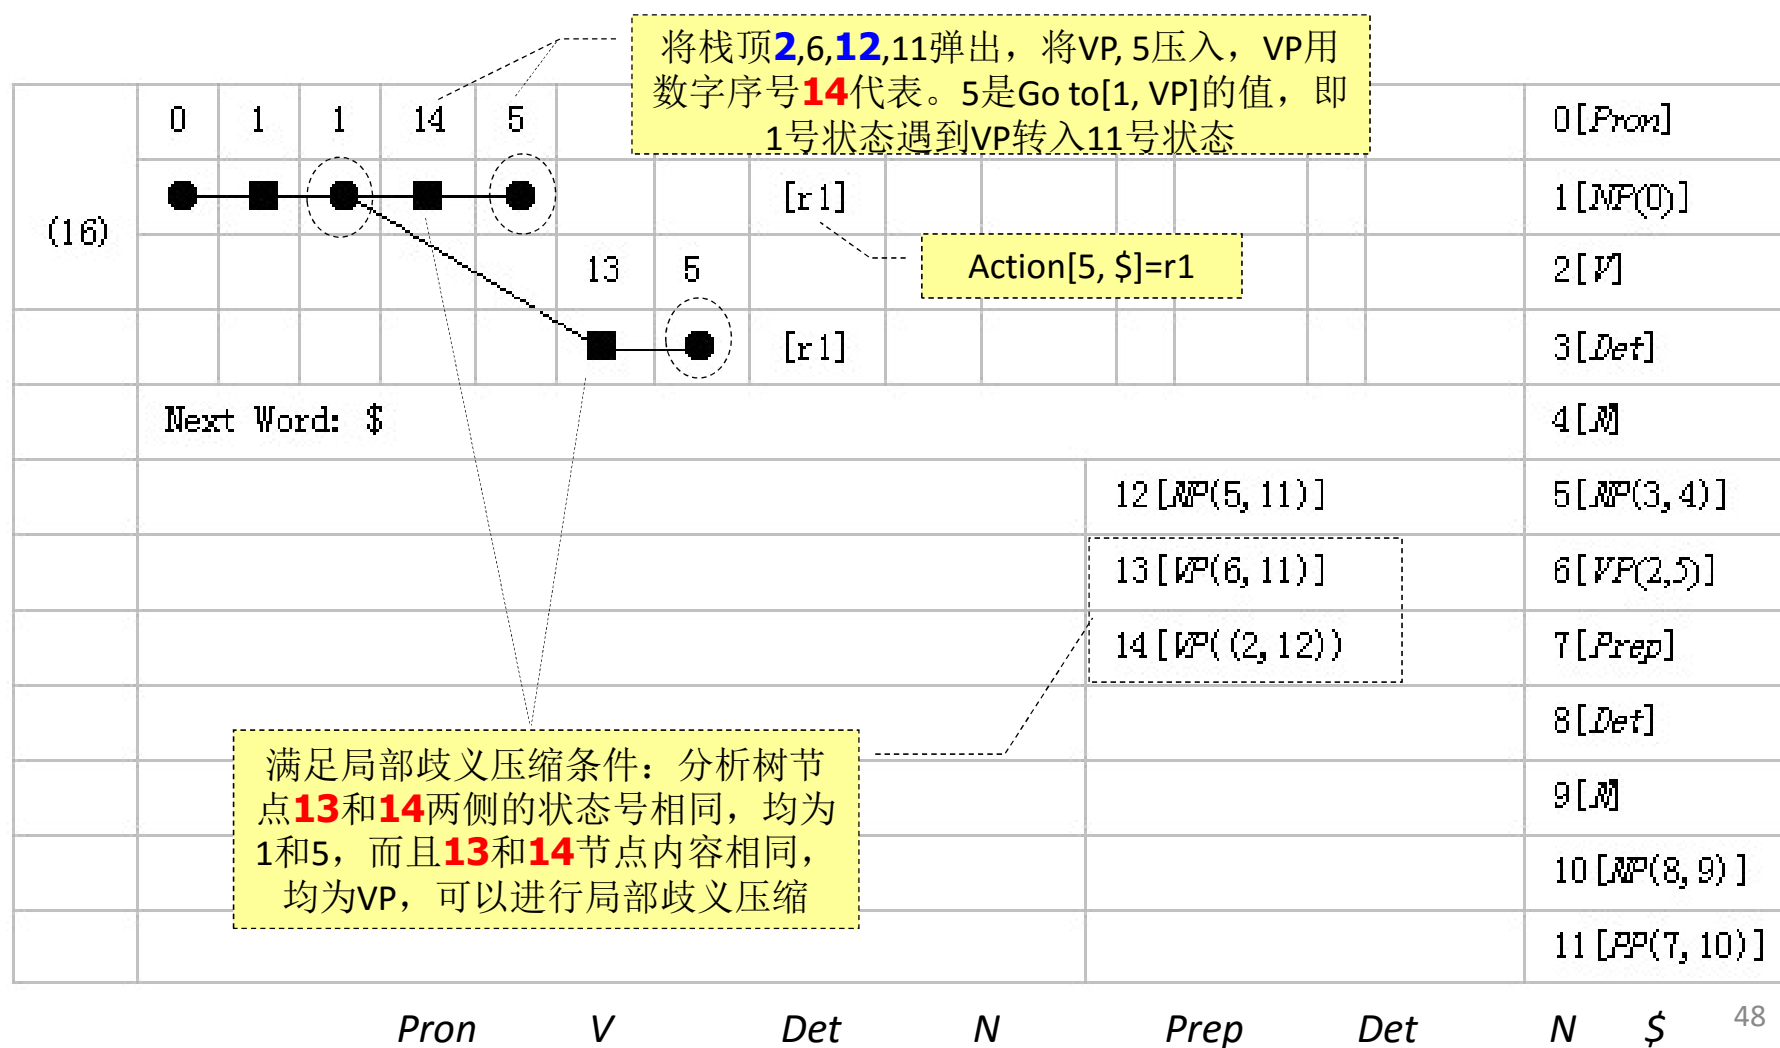 将栈顶2,6,12,11弹出，将VP, 5压入，VP用
数字序号14代表。5是Go to[1, VP]的值，即
1号状态遇到VP转入11号状态
0 1 1 14 5
0[Pron]
(16)
[r1]
1[NP(0)]
13 5
Action[5, $]=r1
2[V]
[r1]
3[Det]
Next Word: $
4[N]
12[NP(5, 11)]
5[NP(3, 4)]
13[VP(6, 11)]
6[VP(2,5)]
14[VP((2, 12))
7[Prep]
8[Det]
满足局部歧义压缩条件：分析树节
点13和14两侧的状态号相同，均为
1和5，而且13和14节点内容相同，
均为VP，可以进行局部歧义压缩
9[N]
10[NP(8, 9)]
11[PP(7, 10)]
Pron V Det N Prep Det N $
48